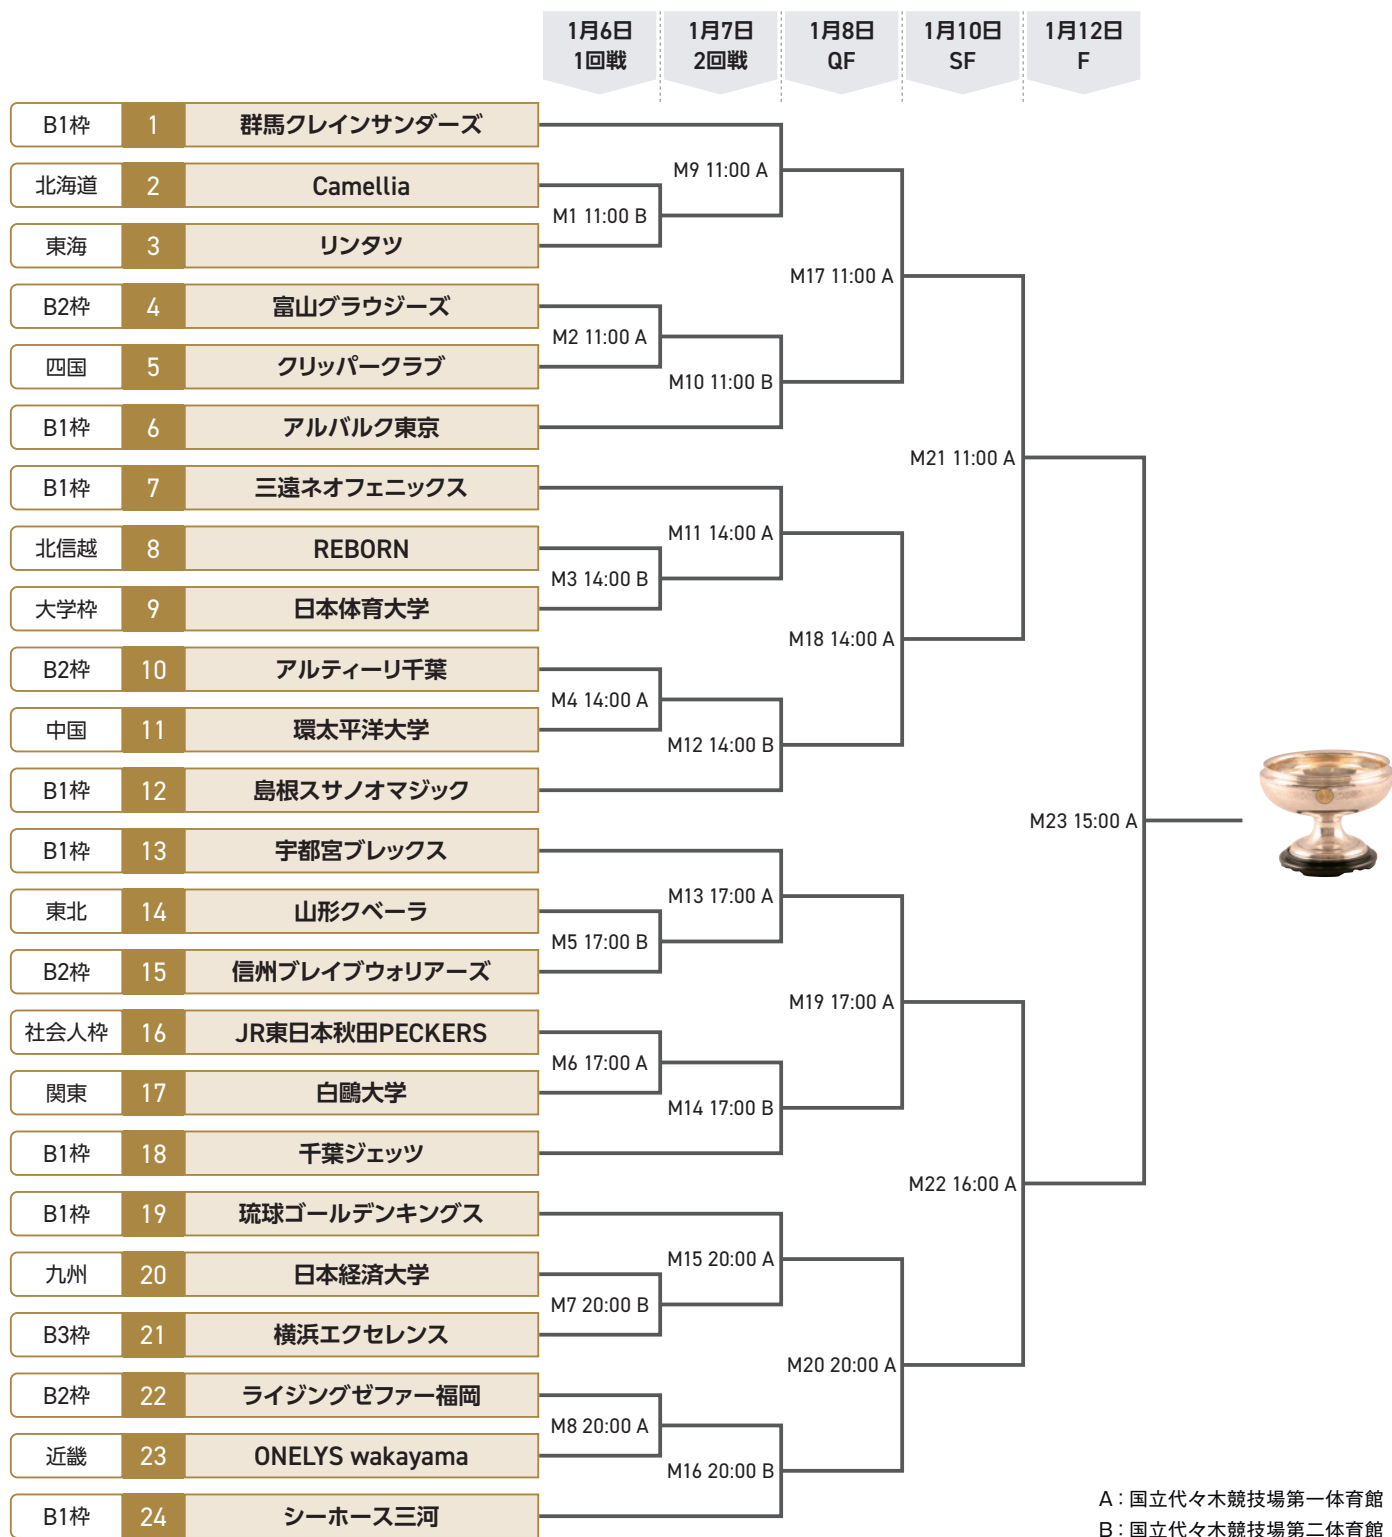 1月6日 1月7日 1月8日 1月10日 1月12日
1回戦 2回戦 QF SF F
B1枠 1 群馬クレインサンダーズ
M9 11:00 A
北海道 2 Camellia
M1 11:00 B
東海 3 リンタツ
M17 11:00 A
B2枠 4 富山グラウジーズ
M2 11:00 A
四国 5 クリッパークラブ
M10 11:00 B
B1枠 6 アルバルク東京
M21 11:00 A
B1枠 7 三遠ネオフェニックス
M11 14:00 A
北信越 8 REBORN
M3 14:00 B
大学枠 9 日本体育大学
M18 14:00 A
B2枠 10 アルティーリ千葉
M4 14:00 A
中国 11 環太平洋大学
M12 14:00 B
B1枠 12 島根スサノオマジック
M23 15:00 A
B1枠 13 宇都宮ブレックス
M13 17:00 A
東北 14 山形クベーラ
M5 17:00 B
B2枠 15 信州ブレイブウォリアーズ
M19 17:00 A
社会人枠 16 JR東日本秋田PECKERS
M6 17:00 A
関東 17 白鷗大学
M14 17:00 B
B1枠 18 千葉ジェッツ
M22 16:00 A
B1枠 19 琉球ゴールデンキングス
M15 20:00 A
九州 20 日本経済大学
M7 20:00 B
B3枠 21 横浜エクセレンス
M20 20:00 A
B2枠 22 ライジングゼファー福岡
M8 20:00 A
近畿 23 ONELYS wakayama
M16 20:00 B
B1枠 24 シーホース三河
A：国立代々木競技場第一体育館
B：国立代々木競技場第二体育館